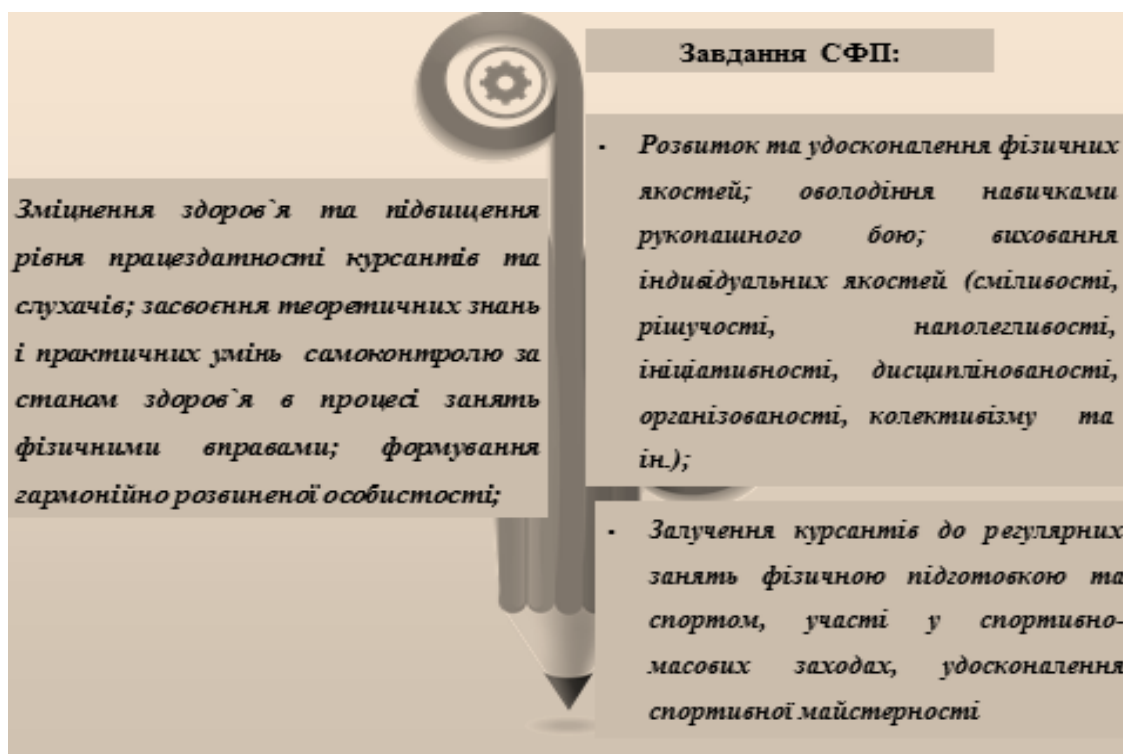 Завдання СФП:
Зміцнення здоров`я та підвищення
рівня працездатності курсантів та
слухачів; засвоєння теоретичних знань
і практичних умінь самоконтролю за
станом здоров`я в процесі занять
фізичними вправами; формування
гармонійно розвиненої особистості;
▪ Розвиток та удосконалення фізичних
якостей; оволодіння навичками
рукопашного бою; виховання
індивідуальних якостей (сміливості,
рішучості, наполегливості,
ініціативності, дисциплінованості,
організованості, колективізму та
ін.);
▪ Залучення курсантів до регулярних
занять фізичною підготовкою та
спортом, участі у спортивно-
масових заходах, удосконалення
спортивної майстерності